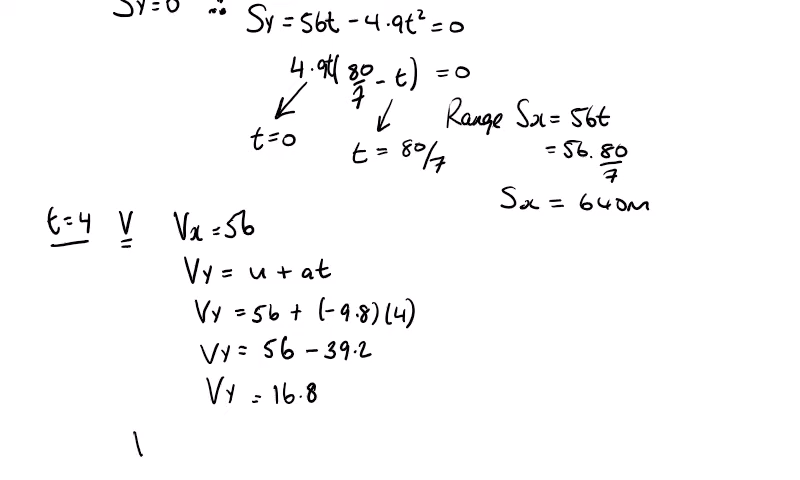 Sy=0 ∴ Sy = 56t - 4.9t² = 0
4.9t(80/7 - t) = 0
t=0
t = 80/7
Range Sx = 56t
= 56. 80/7
Sx = 640m
t=4 V Vx = 56
Vy = u + at
Vy = 56 + (-9.8)(4)
Vy = 56 - 39.2
Vy = 16.8